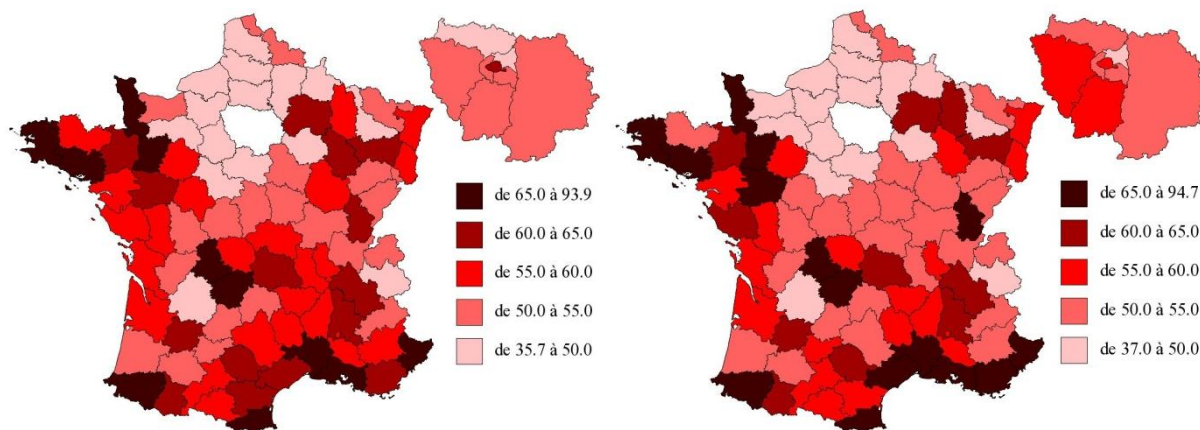 de 65.0 à 93.9
de 60.0 à 65.0
de 55.0 à 60.0
de 50.0 à 55.0
de 35.7 à 50.0
de 65.0 à 94.7
de 60.0 à 65.0
de 55.0 à 60.0
de 50.0 à 55.0
de 37.0 à 50.0